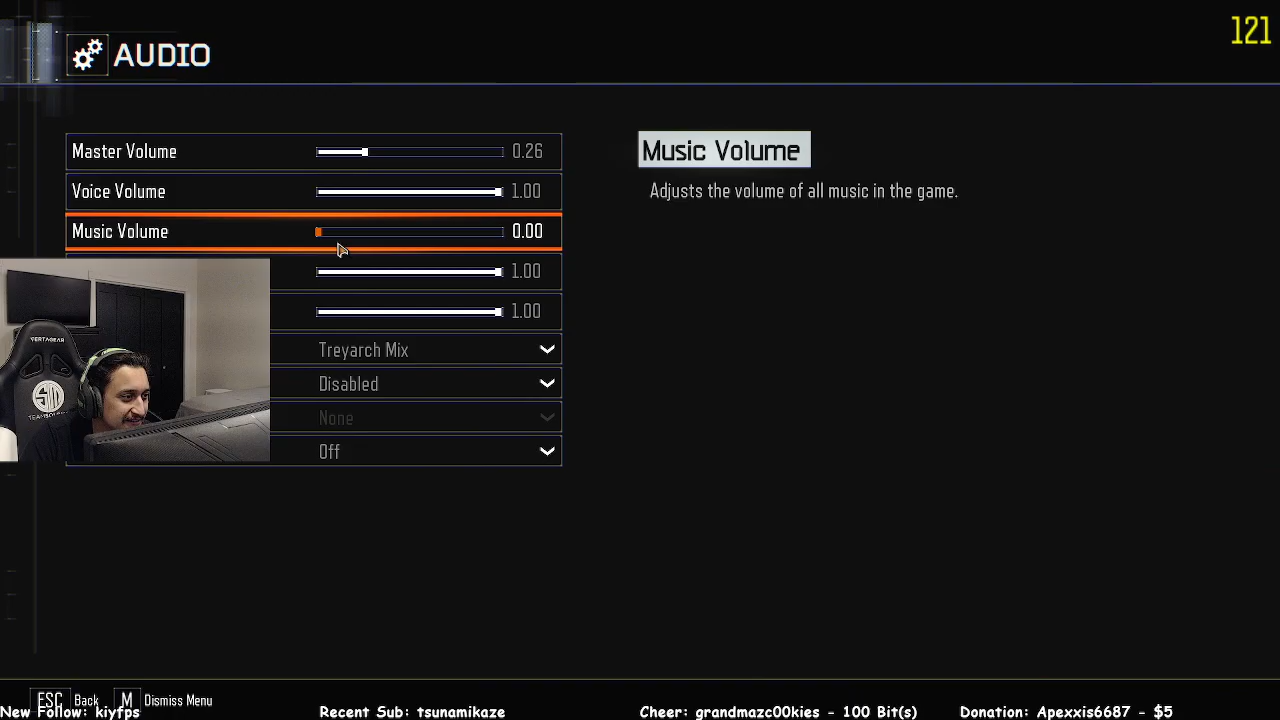 121
AUDIO
Master Volume 0.26
Voice Volume 1.00
Music Volume 0.00
1.00
1.00
Treyarch Mix
Disabled
None
Off
Music Volume
Adjusts the volume of all music in the game.
VERTAGEAR
ESC Back M Dismiss Menu
New Follow: kiyfps Recent Sub: tsunamikaze Cheer: grandmazc00kies - 100 Bit(s) Donation: Apexxis6687 - $5